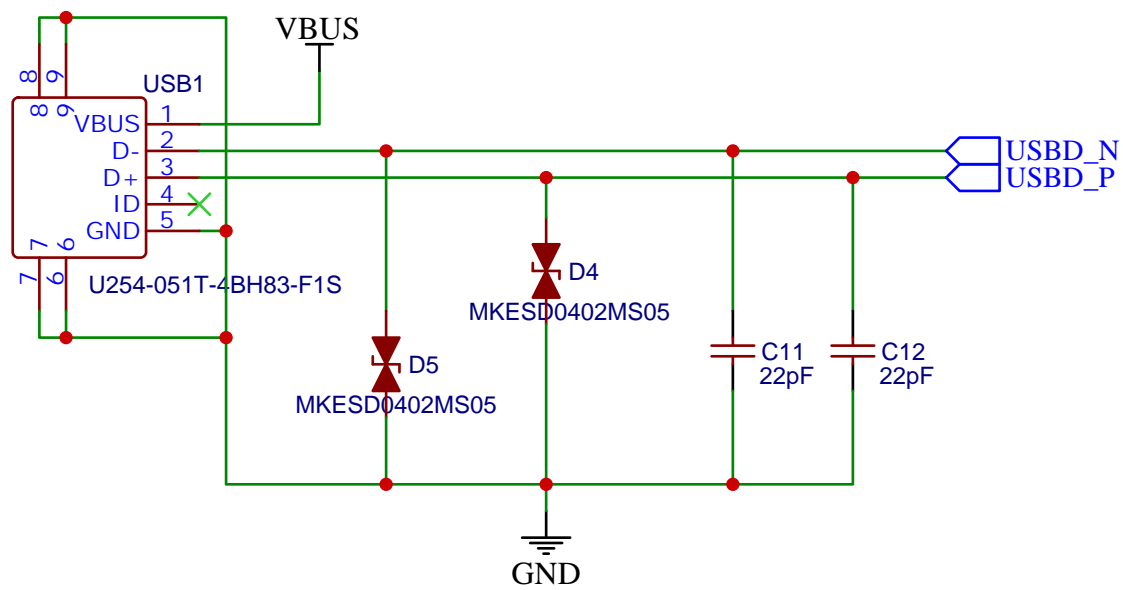 VBUS
8
9
USB1
8
9
VBUS
1
D-
2
D+
3
ID
4
GND
5
USBD_N
USBD_P
7
6
7
6
U254-051T-4BH83-F1S
D4
MKESD0402MS05
D5
MKESD0402MS05
C11
22pF
C12
22pF
GND